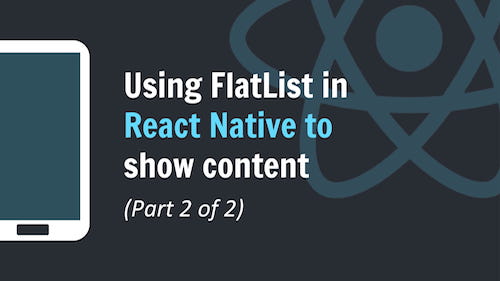 Using FlatList in
React Native to
show content
(Part 2 of 2)